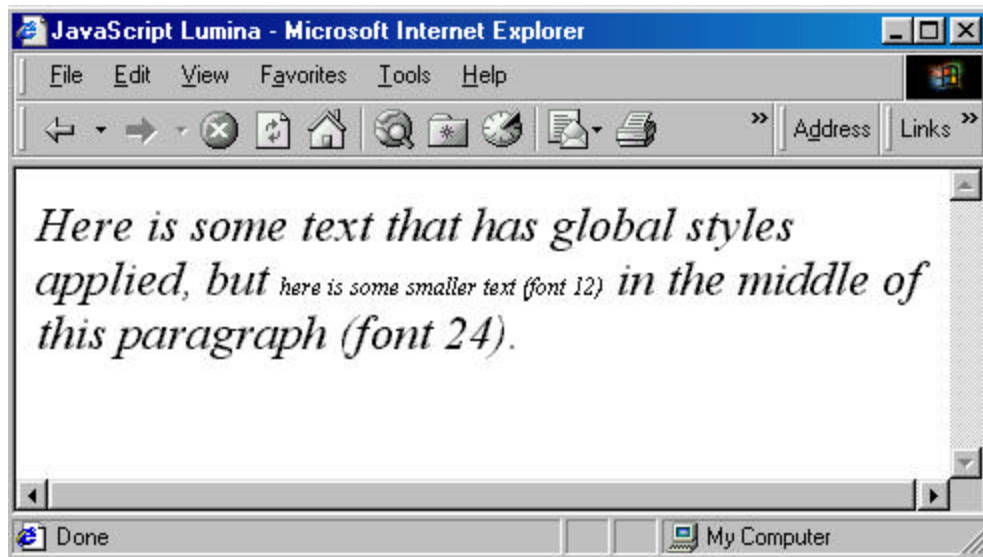 JavaScript Lumina - Microsoft Internet Explorer
File Edit View Favorites Tools Help
» Address Links »
Here is some text that has global styles
applied, but here is some smaller text (font 12) in the middle of
this paragraph (font 24).
Done My Computer